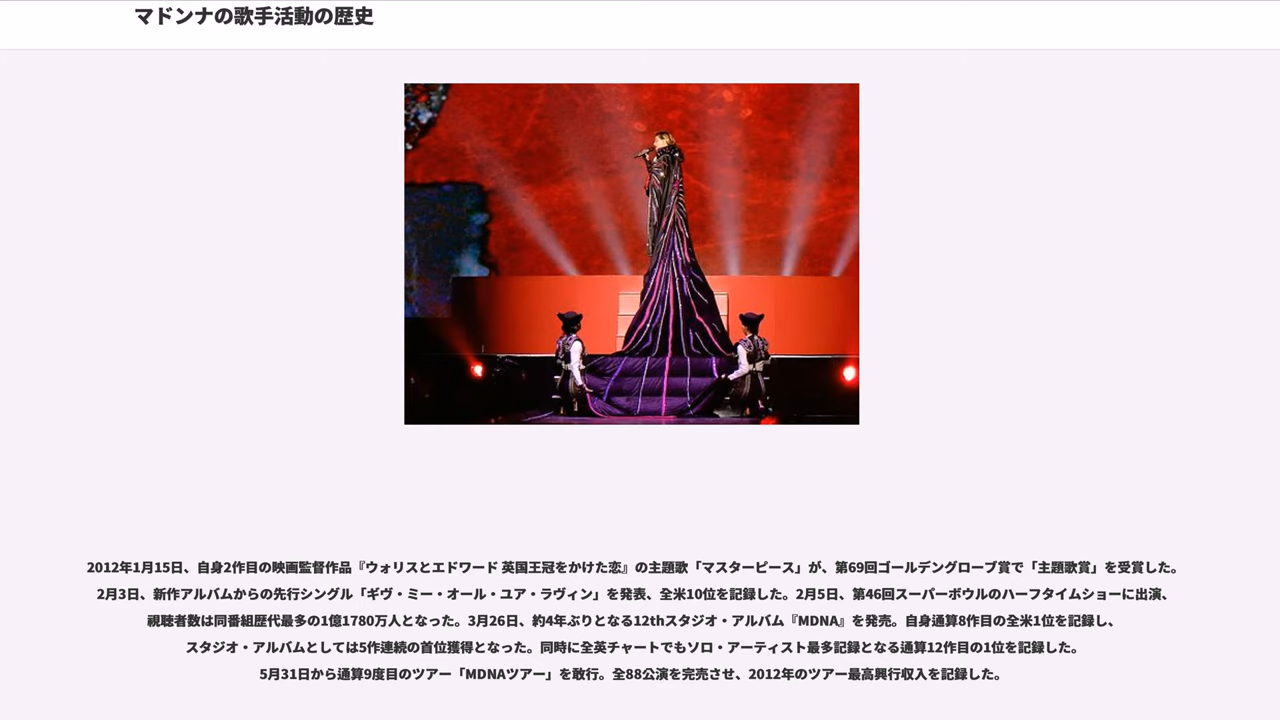 マドンナの歌手活動の歴史
2012年1月15日、自身2作目の映画監督作品『ウォリスとエドワード 英国王冠をかけた恋』の主題歌「マスターピース」が、第69回ゴールデングローブ賞で「主題歌賞」を受賞した。
2月3日、新作アルバムからの先行シングル「ギヴ・ミー・オール・ユア・ラヴィン」を発表、全米10位を記録した。2月5日、第46回スーパーボウルのハーフタイムショーに出演、
視聴者数は同番組歴代最多の1億1780万人となった。3月26日、約4年ぶりとなる12thスタジオ・アルバム『MDNA』を発売。自身通算8作目の全米1位を記録し、
スタジオ・アルバムとしては5作連続の首位獲得となった。同時に全英チャートでもソロ・アーティスト最多記録となる通算12作目の1位を記録した。
5月31日から通算9度目のツアー「MDNAツアー」を敢行。全88公演を完売させ、2012年のツアー最高興行収入を記録した。